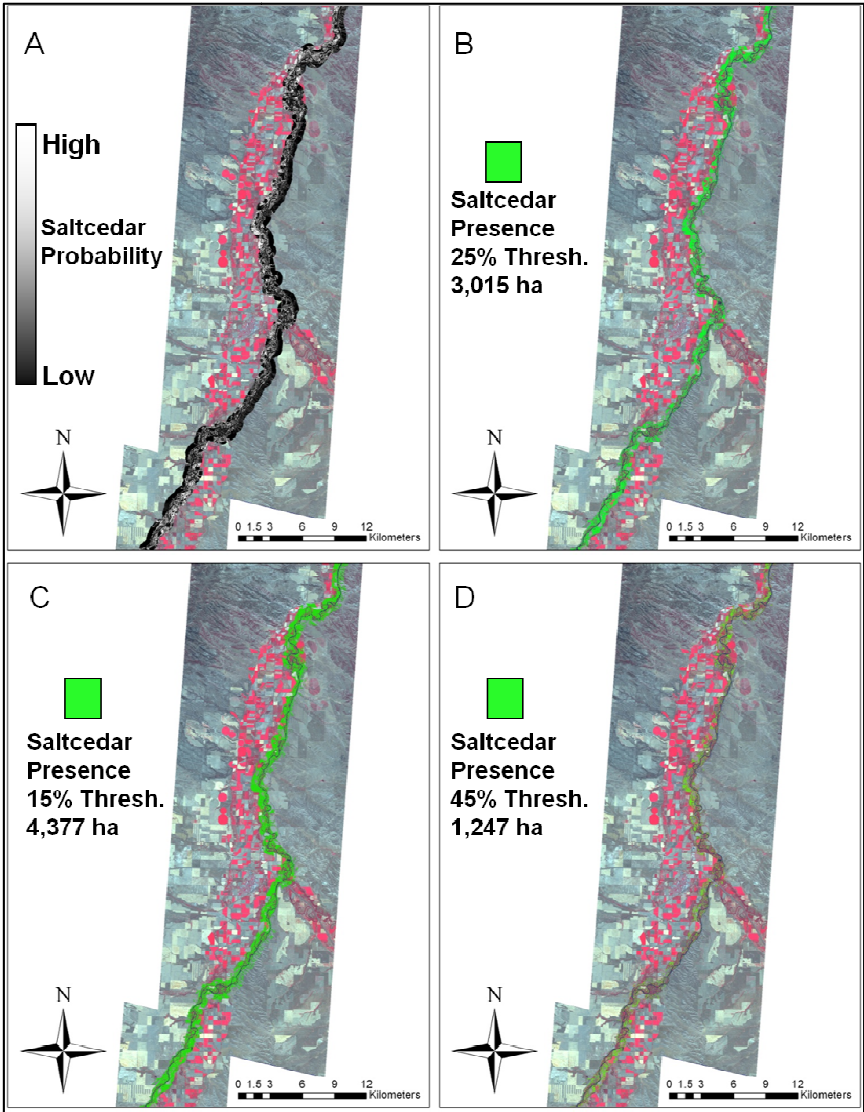 A
High
Saltcedar
Probability
Low
N
0 1.5 3 6 9 12
Kilometers
B
Saltcedar
Presence
25% Thresh.
3,015 ha
N
0 1.5 3 6 9 12
Kilometers
C
Saltcedar
Presence
15% Thresh.
4,377 ha
N
0 1.5 3 6 9 12
Kilometers
D
Saltcedar
Presence
45% Thresh.
1,247 ha
N
0 1.5 3 6 9 12
Kilometers